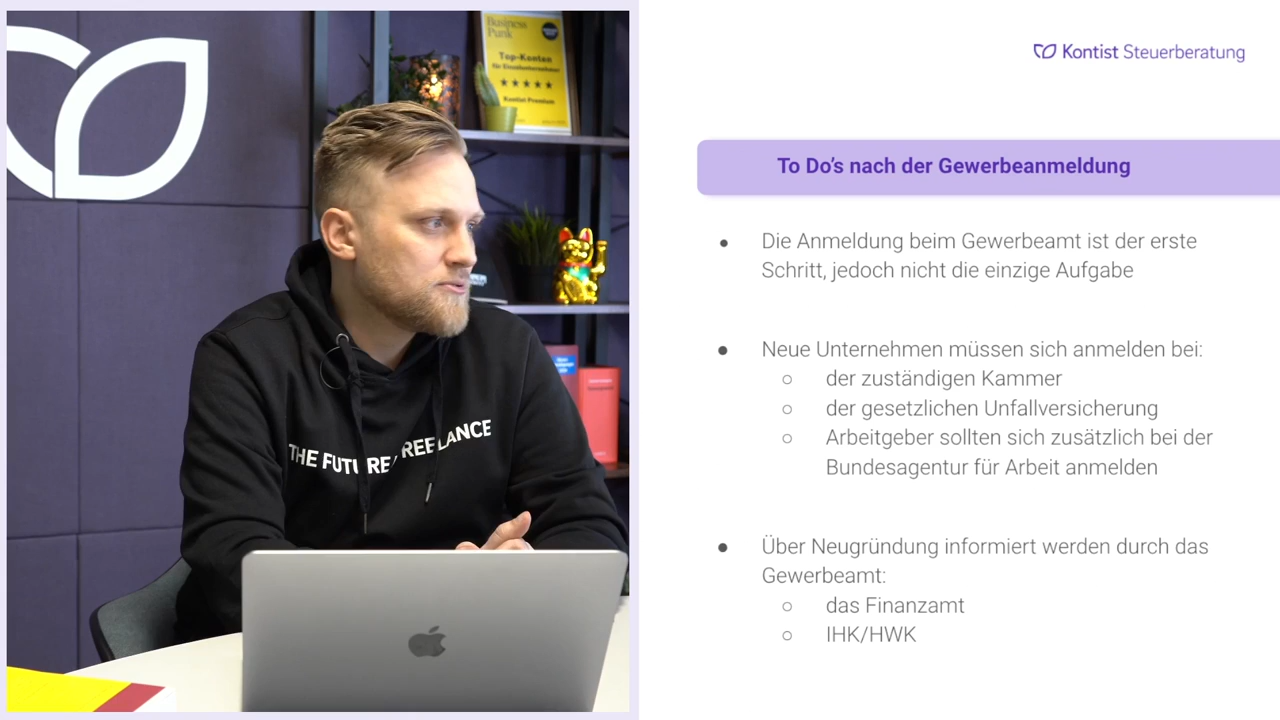 Business
Punk
Top-Konten
für Einzelunternehmer
Kontist Premium
THE FUTURE FREELANCE
Kontist Steuerberatung
To Do’s nach der Gewerbeanmeldung
● Die Anmeldung beim Gewerbeamt ist der erste
Schritt, jedoch nicht die einzige Aufgabe
● Neue Unternehmen müssen sich anmelden bei:
○ der zuständigen Kammer
○ der gesetzlichen Unfallversicherung
○ Arbeitgeber sollten sich zusätzlich bei der
Bundesagentur für Arbeit anmelden
● Über Neugründung informiert werden durch das
Gewerbeamt:
○ das Finanzamt
○ IHK/HWK